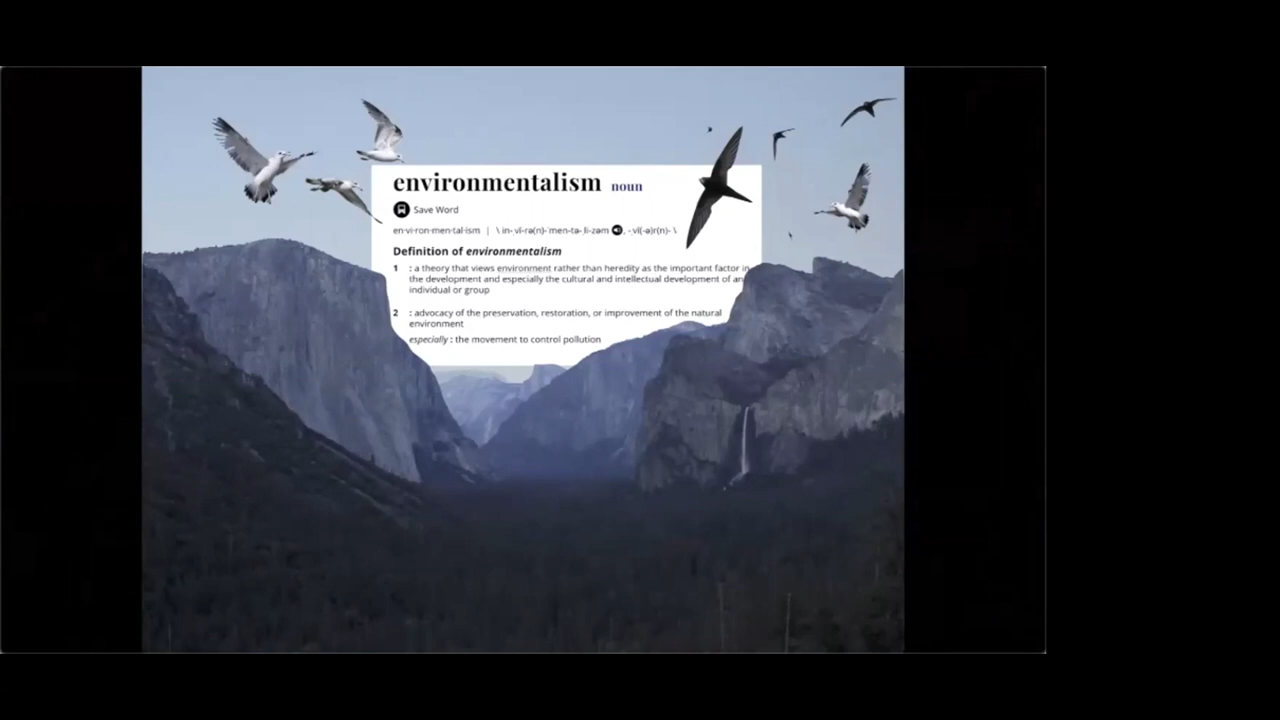 environmentalism noun
Save Word
en·vi·ron·men·tal·ism | \ in-ˌvī-rə(n)-ˈmen-tə-ˌli-zəm , -ˌvī(-ə)r(n)- \
Definition of environmentalism
1 : a theory that views environment rather than heredity as the important factor in
the development and especially the cultural and intellectual development of an
individual or group
2 : advocacy of the preservation, restoration, or improvement of the natural
environment
especially : the movement to control pollution